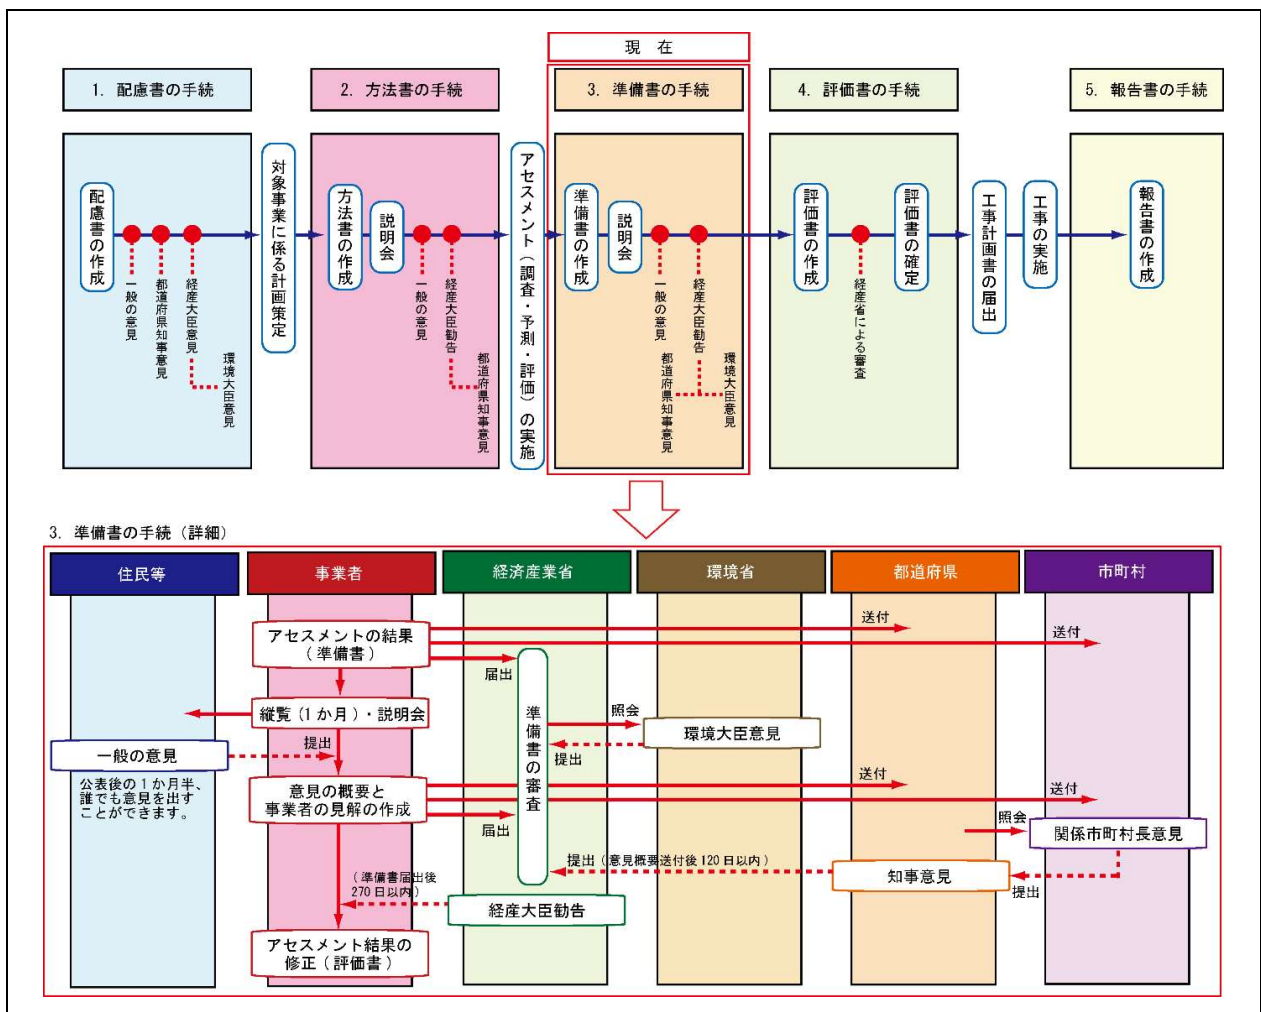 現 在
1. 配慮書の手続
2. 方法書の手続
3. 準備書の手続
4. 評価書の手続
5. 報告書の手続
配慮書の作成
一般の意見
都道府県知事意見
経産大臣意見
環境大臣意見
対象事業に係る計画策定
方法書の作成
説明会
一般の意見
経産大臣勧告
都道府県知事意見
アセスメント（調査・予測・評価）の実施
準備書の作成
説明会
一般の意見
都道府県知事意見
経産大臣勧告
環境大臣意見
評価書の作成
経産省による審査
評価書の確定
工事計画書の届出
工事の実施
報告書の作成
3. 準備書の手続（詳細）
住民等
事業者
経済産業省
環境省
都道府県
市町村
アセスメントの結果
（準備書）
送付
送付
届出
縦覧（1か月）・説明会
準備書の審査
照会
環境大臣意見
提出
一般の意見
提出
公表後の1か月半、
誰でも意見を出す
ことができます。
意見の概要と
事業者の見解の作成
送付
送付
届出
照会
関係市町村長意見
提出（意見概要送付後120日以内）
知事意見
提出
（準備書届出後
270日以内）
経産大臣勧告
アセスメント結果の
修正（評価書）